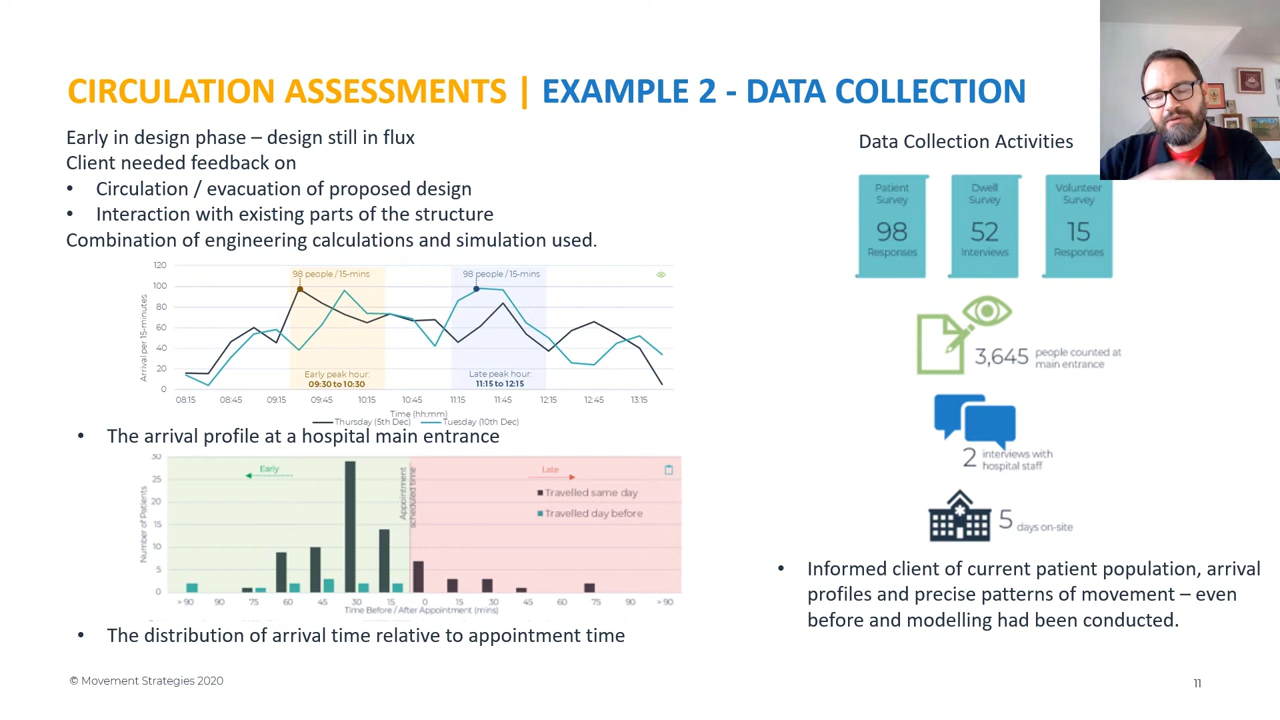 CIRCULATION ASSESSMENTS | EXAMPLE 2 - DATA COLLECTION
Early in design phase – design still in flux
Client needed feedback on
• Circulation / evacuation of proposed design
• Interaction with existing parts of the structure
Combination of engineering calculations and simulation used.
120
100
80
60
40
20
0
Arrival per 15-minutes
98 people / 15-mins
98 people / 15-mins
Early peak hour:
09:30 to 10:30
Late peak hour:
11:15 to 12:15
08:15 08:45 09:15 09:45 10:15 10:45 11:15 11:45 12:15 12:45 13:15
Time (hh:mm)
Thursday (5th Dec) Tuesday (10th Dec)
• The arrival profile at a hospital main entrance
30
25
20
15
10
5
0
Number of Patients
Early
Appointment
scheduled time
Late
Travelled same day
Travelled day before
> 90 90 75 60 45 30 15 0 15 30 45 60 75 90 > 90
Time Before / After Appointment (mins)
• The distribution of arrival time relative to appointment time
Data Collection Activities
Patient
Survey
98
Responses
Dwell
Survey
52
Interviews
Volunteer
Survey
15
Responses
3,645 people counted at
main entrance
2 interviews with
hospital staff
5 days on-site
• Informed client of current patient population, arrival
profiles and precise patterns of movement – even
before and modelling had been conducted.
© Movement Strategies 2020
11